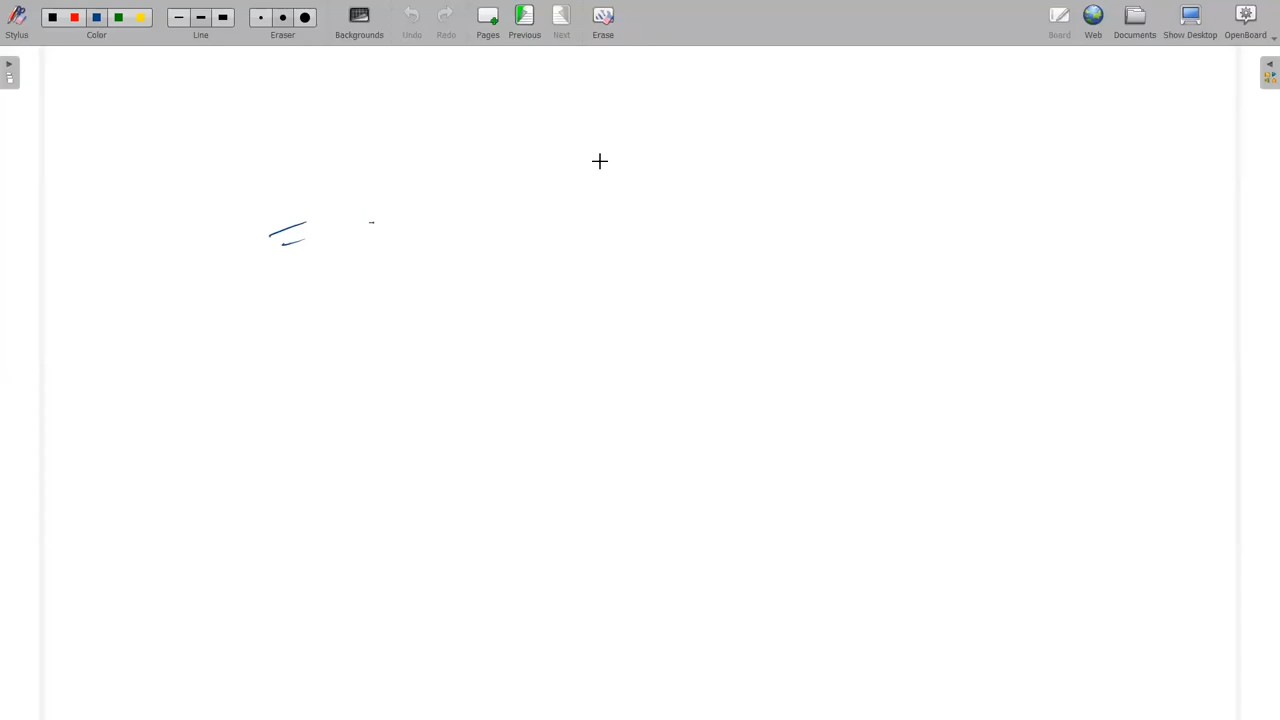 Stylus
Color
Line
Eraser
Backgrounds
Undo
Redo
Pages
Previous
Next
Erase
Board
Web
Documents
Show Desktop
OpenBoard